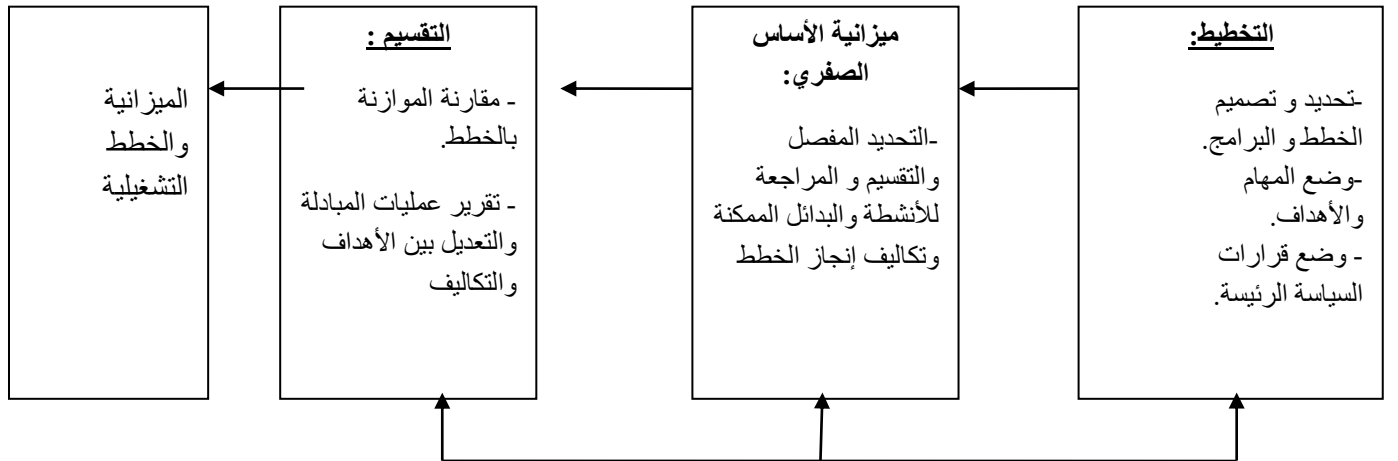 التخطيط:
-تحديد و تصميم
الخطط و البرامج.
-وضع المهام
والأهداف.
- وضع قرارات
السياسة الرئيسة.
ميزانية الأساس
الصفري:
-التحديد المفصل
والتقسيم و المراجعة
للأنشطة والبدائل الممكنة
وتكاليف إنجاز الخطط
التقسيم :
- مقارنة الموازنة
بالخطط.
- تقرير عمليات المبادلة
والتعديل بين الأهداف
والتكاليف
الميزانية
والخطط
التشغيلية